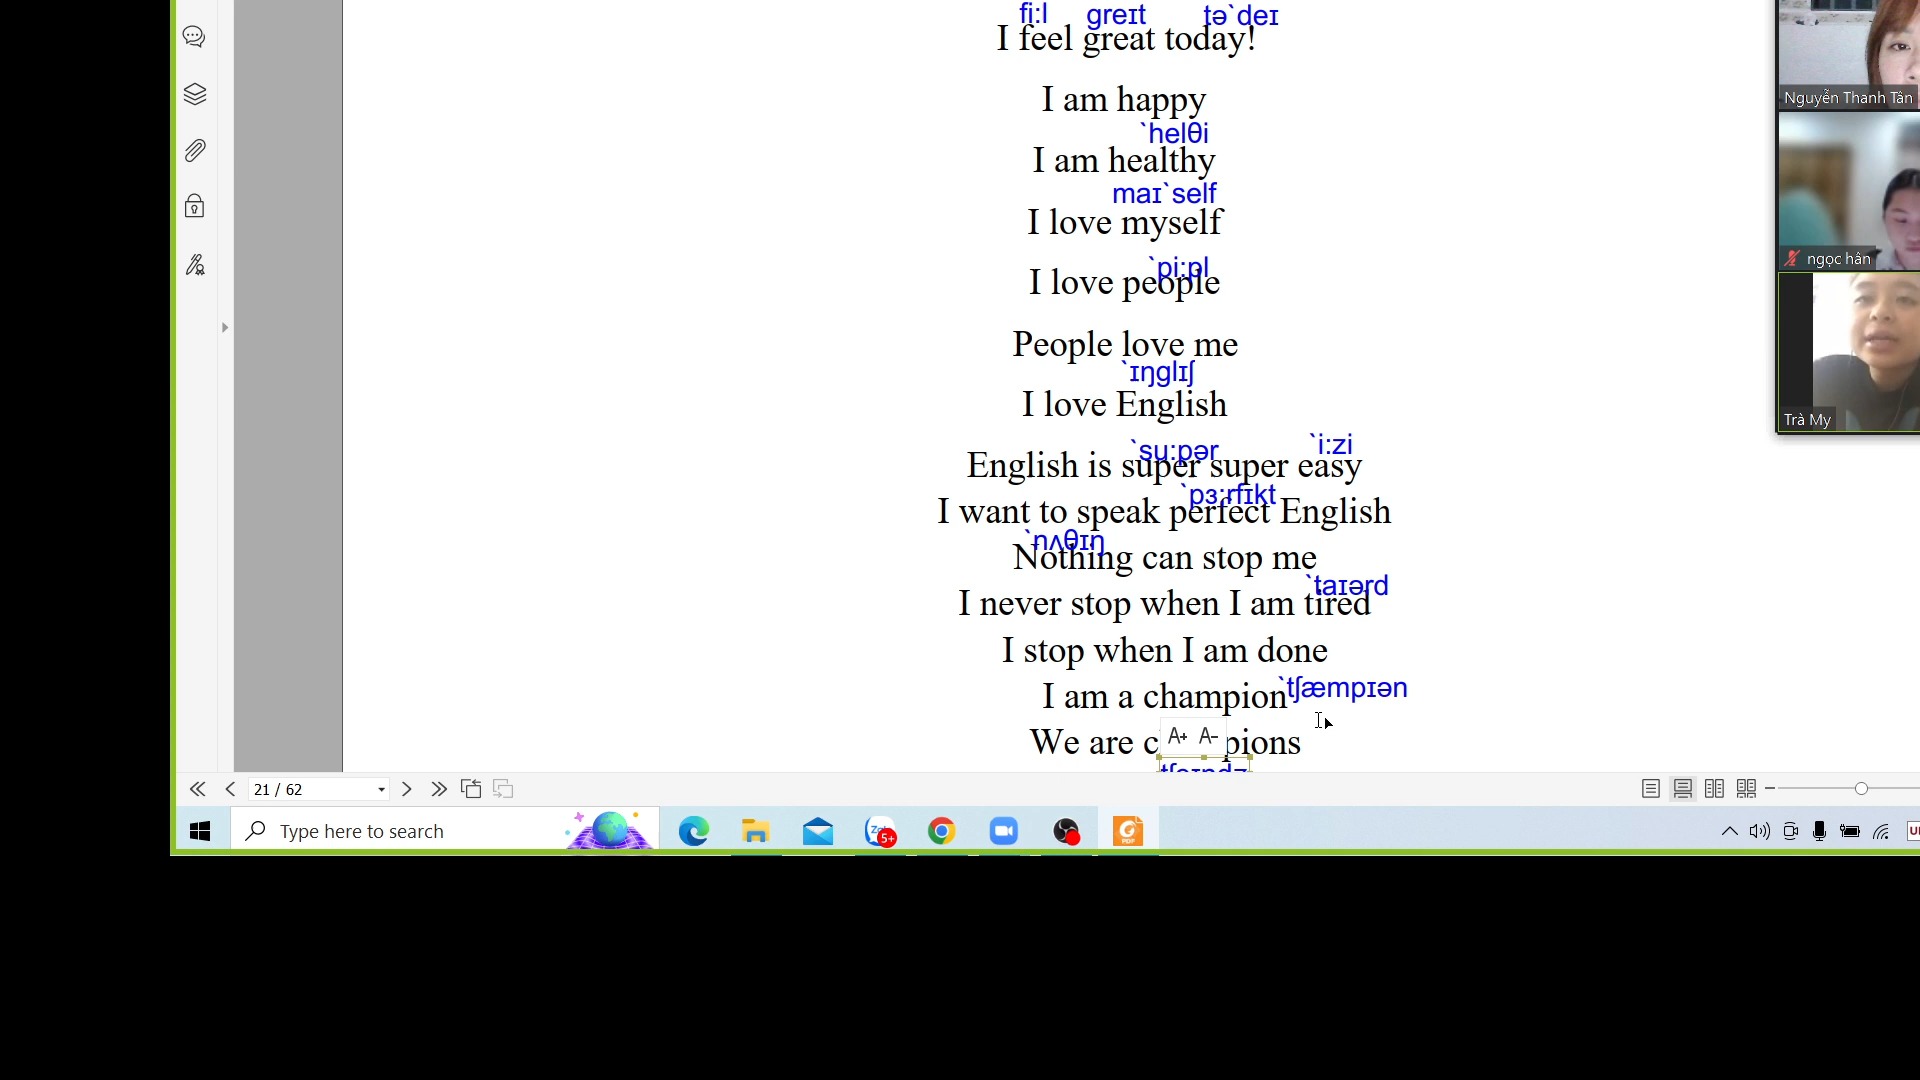 fi:l greɪt tə`deɪ
I feel great today!
I am happy
`helθi
I am healthy
maɪ`self
I love myself
`pi:pl
I love people
People love me
`ɪŋglɪʃ
I love English
`su:pər `i:zi
English is super super easy
`pɜ:rfɪkt
I want to speak perfect English
`nʌθɪŋ
Nothing can stop me
`taɪərd
I never stop when I am tired
I stop when I am done
I am a champion `tʃæmpɪən
A+ A-
We are c pions
Nguyễn Thanh Tân
ngọc hân
Trà My
21 / 62
Type here to search
5+
PDF